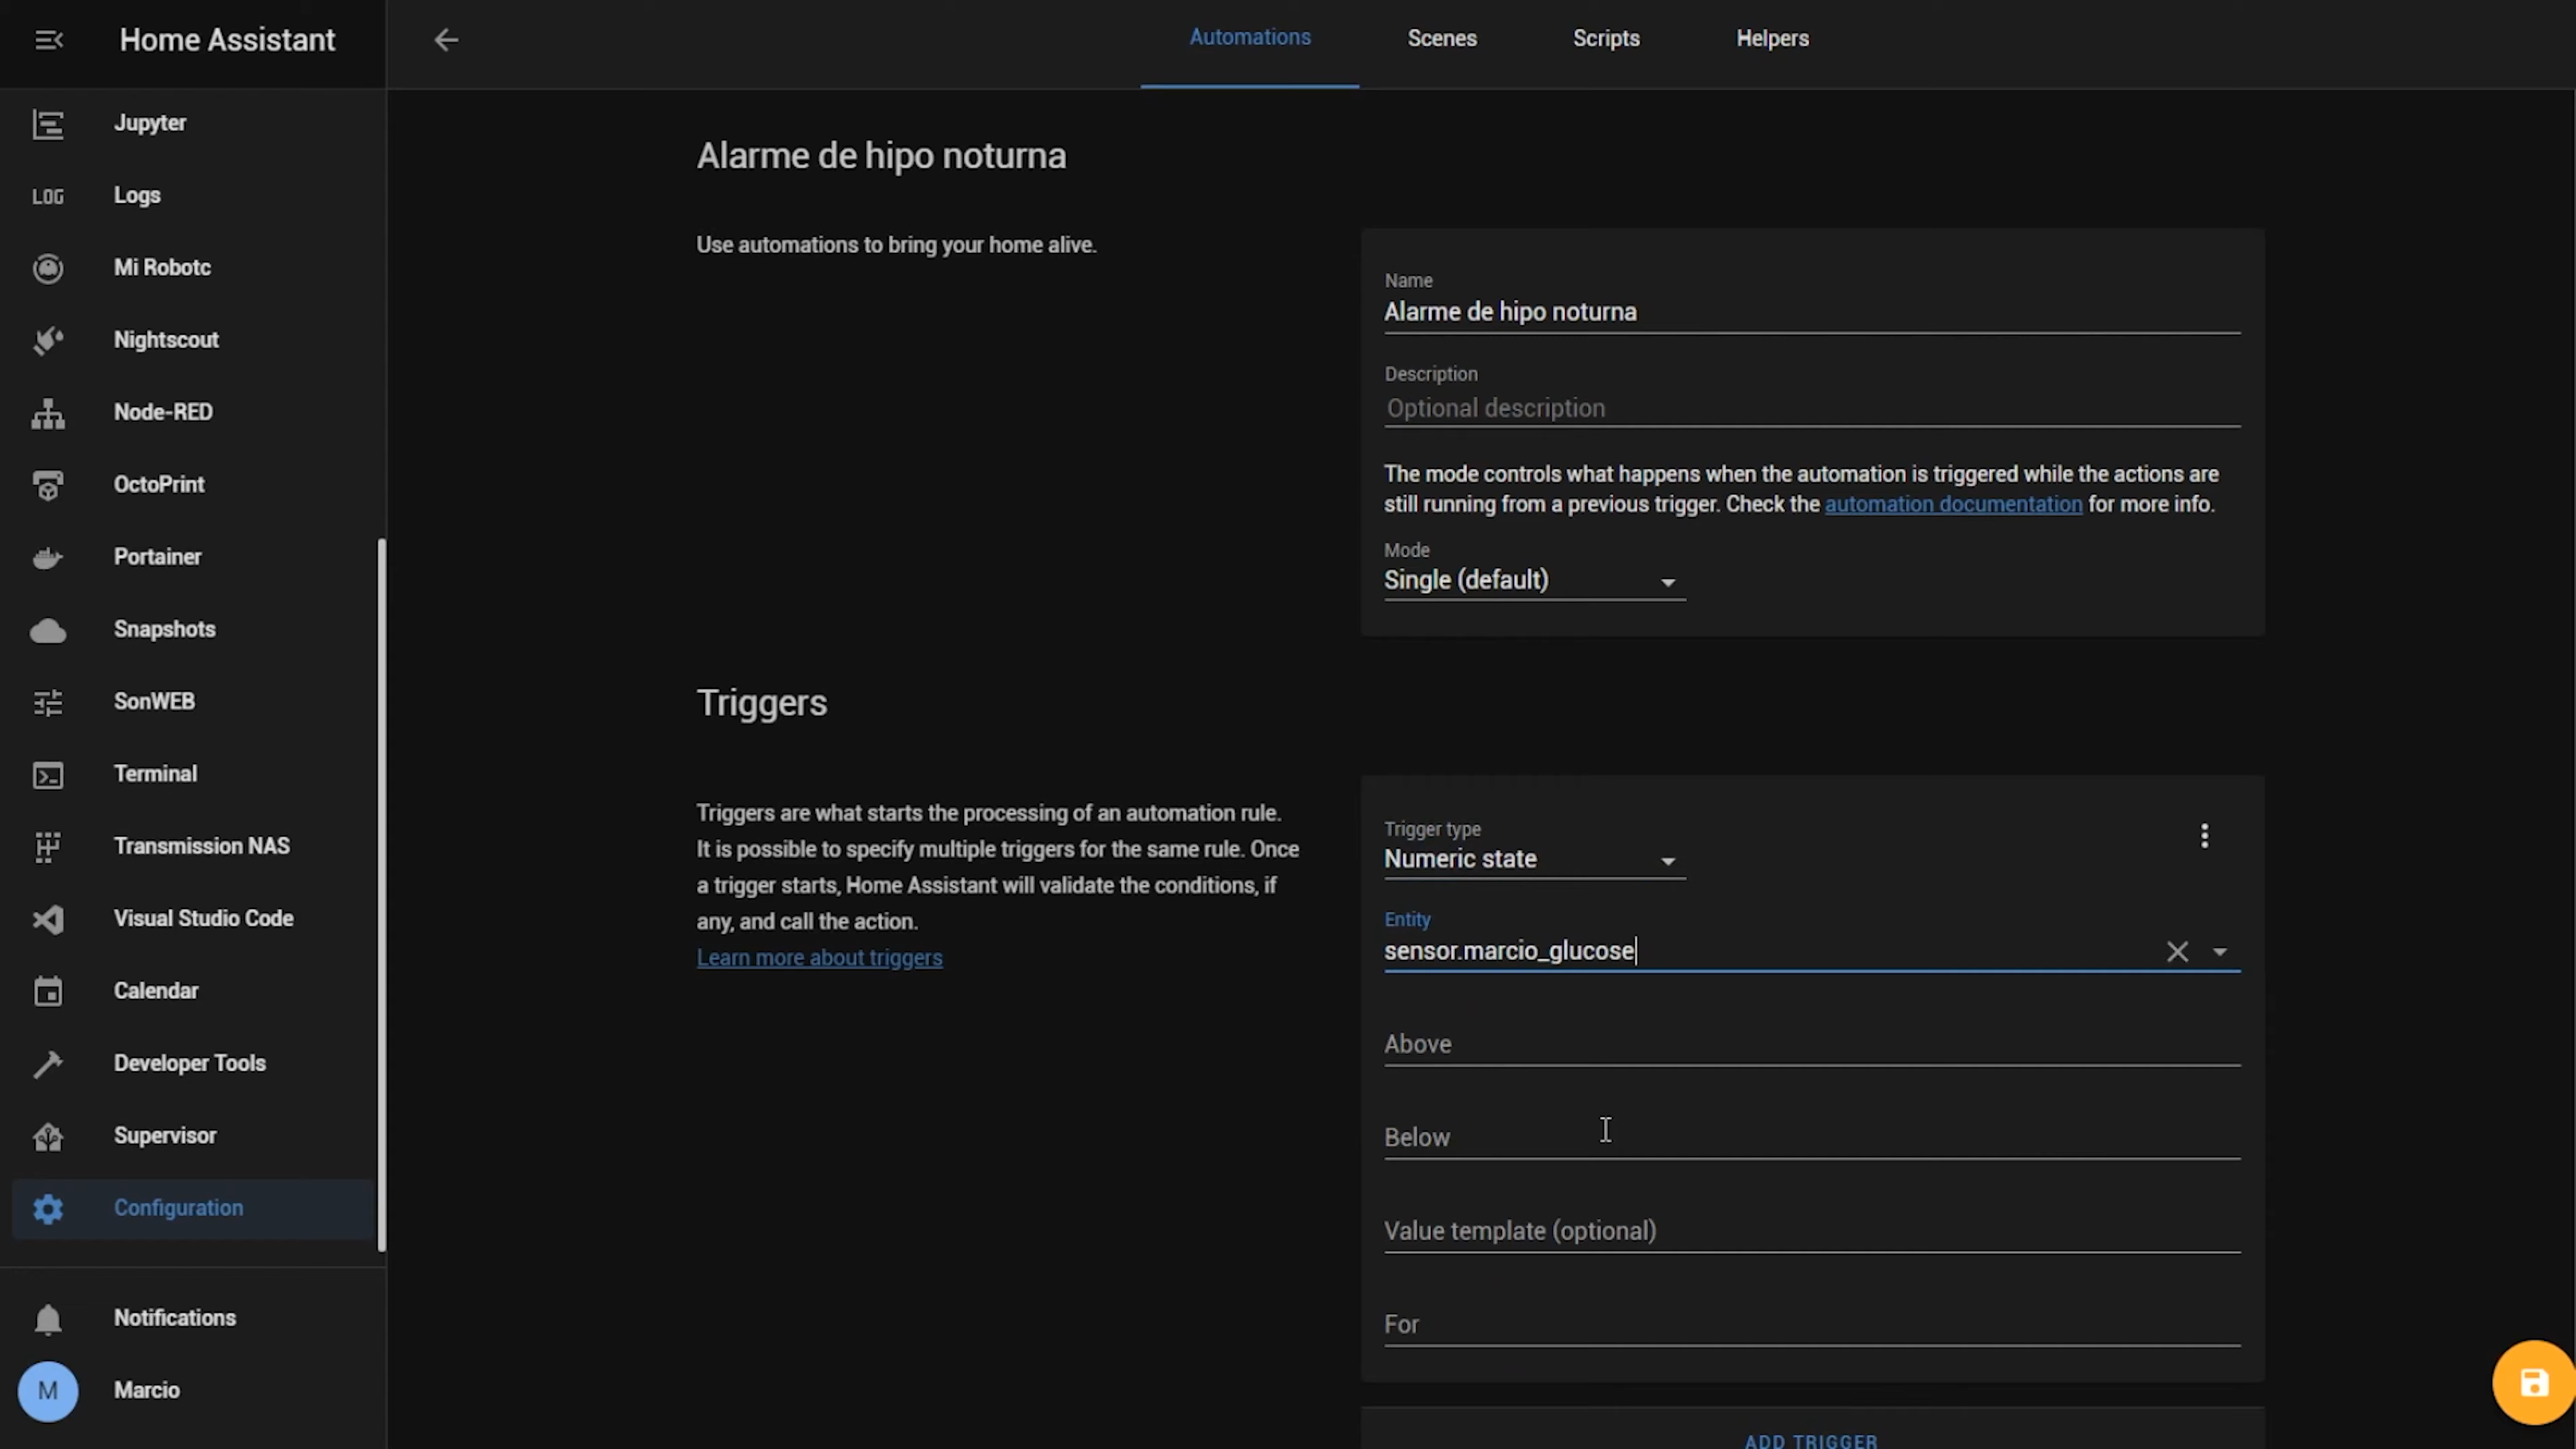 Home Assistant
Automations
Scenes
Scripts
Helpers
Jupyter
LOG
Logs
Mi Robotc
Nightscout
Node-RED
OctoPrint
Portainer
Snapshots
SonWEB
Terminal
Transmission NAS
Visual Studio Code
Calendar
Developer Tools
Supervisor
Configuration
Notifications
M
Marcio
Alarme de hipo noturna
Use automations to bring your home alive.
Name
Alarme de hipo noturna
Description
Optional description
The mode controls what happens when the automation is triggered while the actions are
still running from a previous trigger. Check the automation documentation for more info.
Mode
Single (default)
Triggers
Triggers are what starts the processing of an automation rule.
It is possible to specify multiple triggers for the same rule. Once
a trigger starts, Home Assistant will validate the conditions, if
any, and call the action.
Learn more about triggers
Trigger type
Numeric state
Entity
sensor.marcio_glucose
Above
Below
Value template (optional)
For
ADD TRIGGER